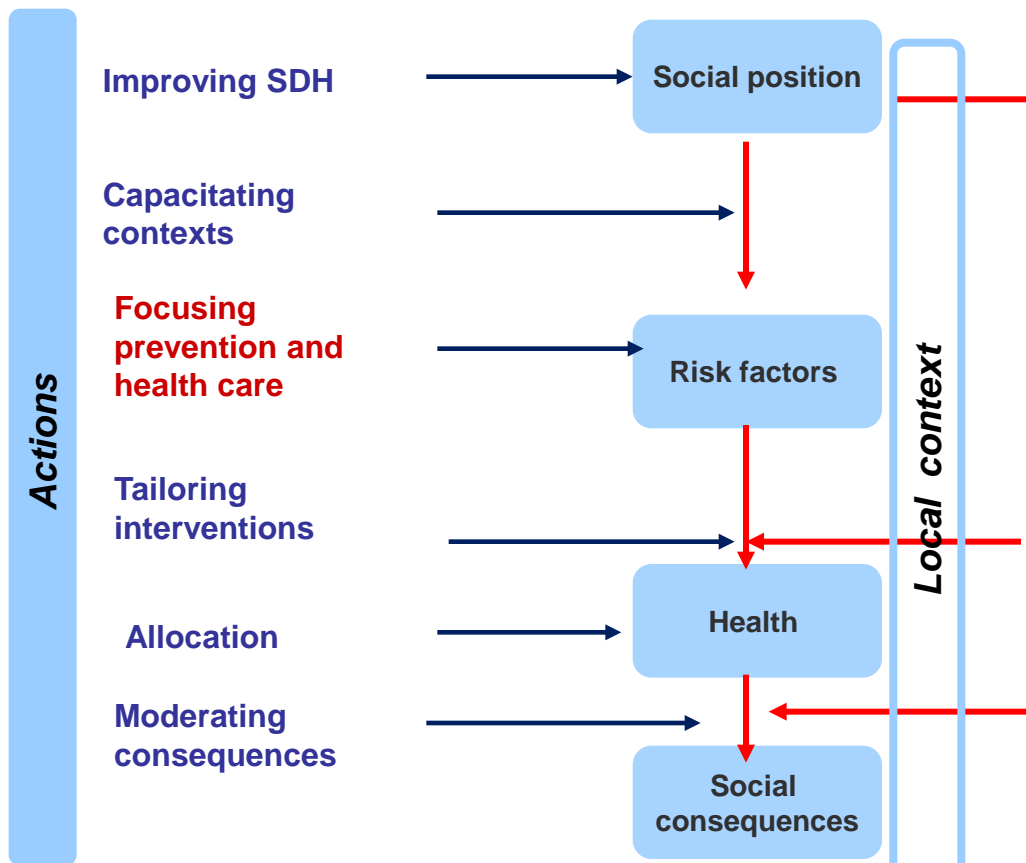 Actions
Improving SDH
Social position
Capacitating
contexts
Focusing
prevention and
health care
Risk factors
Tailoring
interventions
Health
Allocation
Moderating
consequences
Social
consequences
Local context